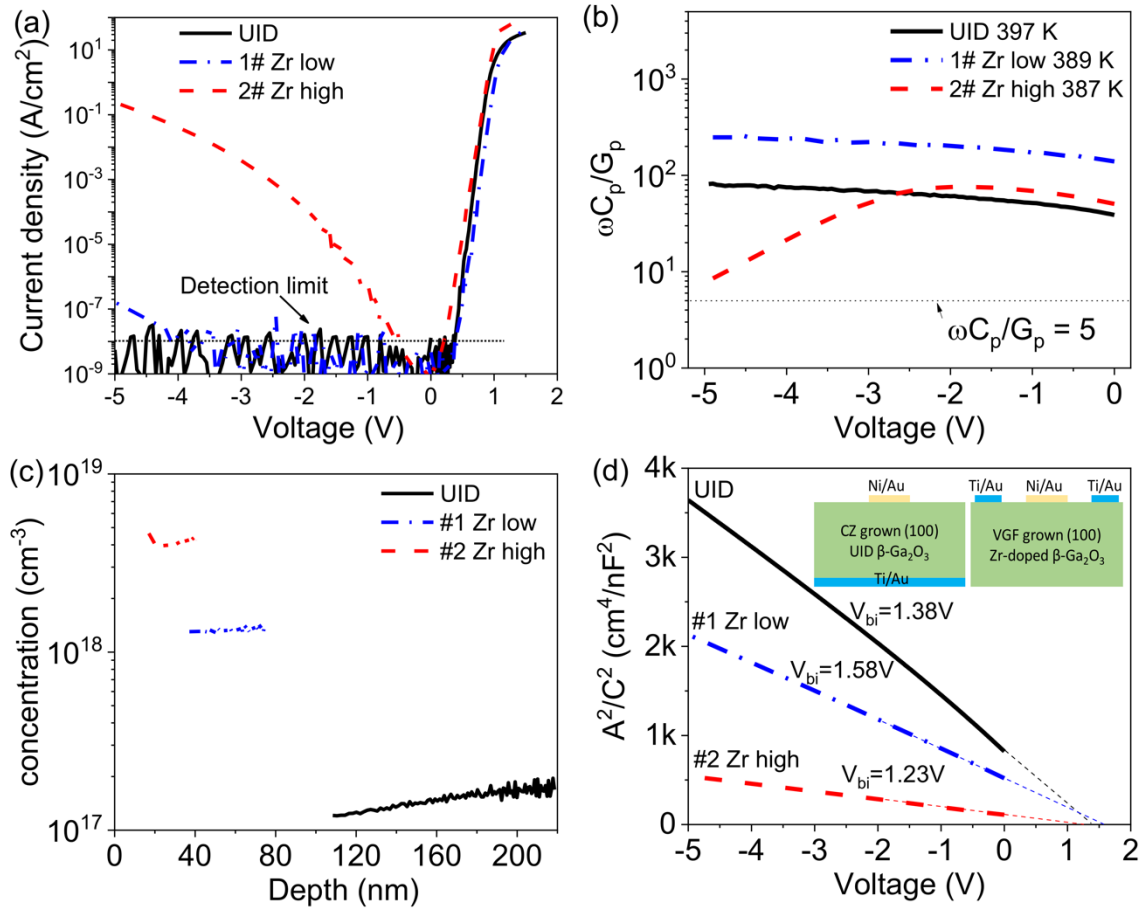 (a)
UID
1# Zr low
2# Zr high
Detection limit
10¹
10⁻¹
10⁻³
10⁻⁵
10⁻⁷
10⁻⁹
Current density (A/cm²)
-5 -4 -3 -2 -1 0 1 2
Voltage (V)
(b)
UID 397 K
1# Zr low 389 K
2# Zr high 387 K
10³
10²
10¹
10⁰
ωCₚ/Gₚ
ωCₚ/Gₚ = 5
-5 -4 -3 -2 -1 0
Voltage (V)
(c)
UID
#1 Zr low
#2 Zr high
10¹⁹
10¹⁸
10¹⁷
concentration (cm⁻³)
0 40 80 120 160 200
Depth (nm)
(d)
UID
Ni/Au
Ti/Au Ni/Au Ti/Au
CZ grown (100)
UID β-Ga₂O₃
Ti/Au
VGF grown (100)
Zr-doped β-Ga₂O₃
V_bi=1.38V
#1 Zr low
V_bi=1.58V
#2 Zr high
V_bi=1.23V
4k
3k
2k
1k
0
A²/C² (cm⁴/nF²)
-5 -4 -3 -2 -1 0 1 2
Voltage (V)